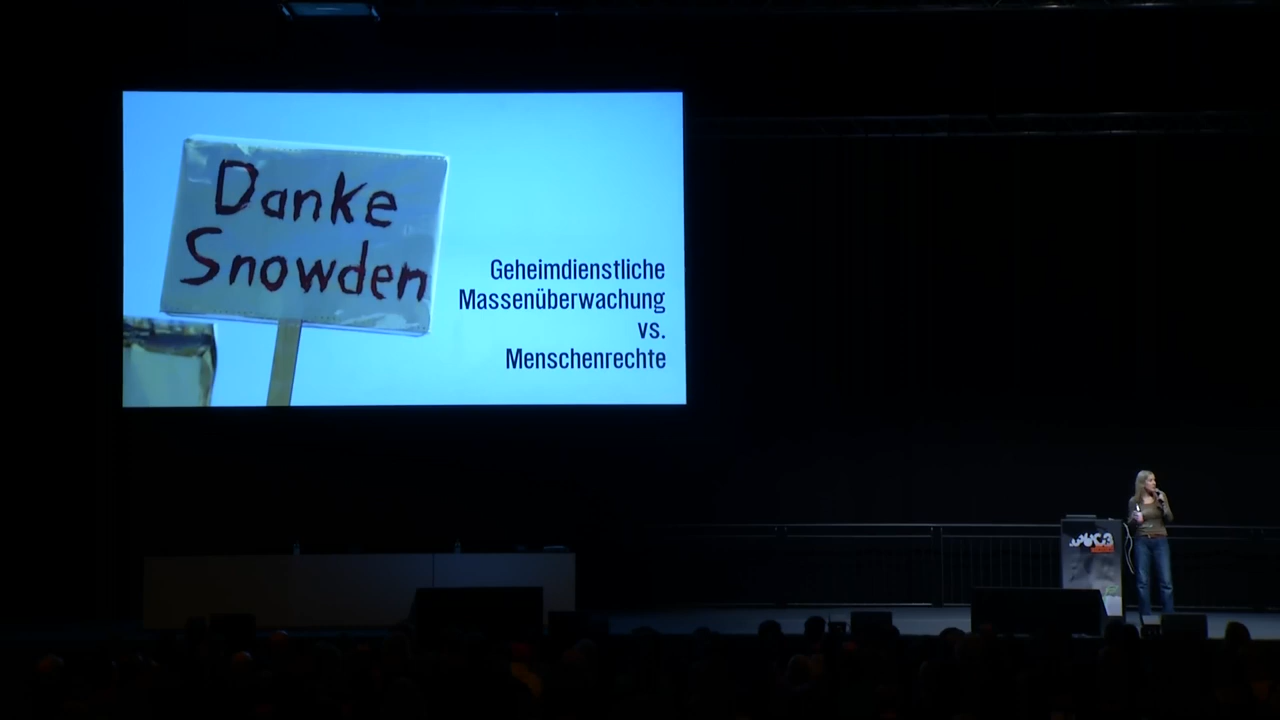 Danke
Snowden
Geheimdienstliche
Massenüberwachung
vs.
Menschenrechte